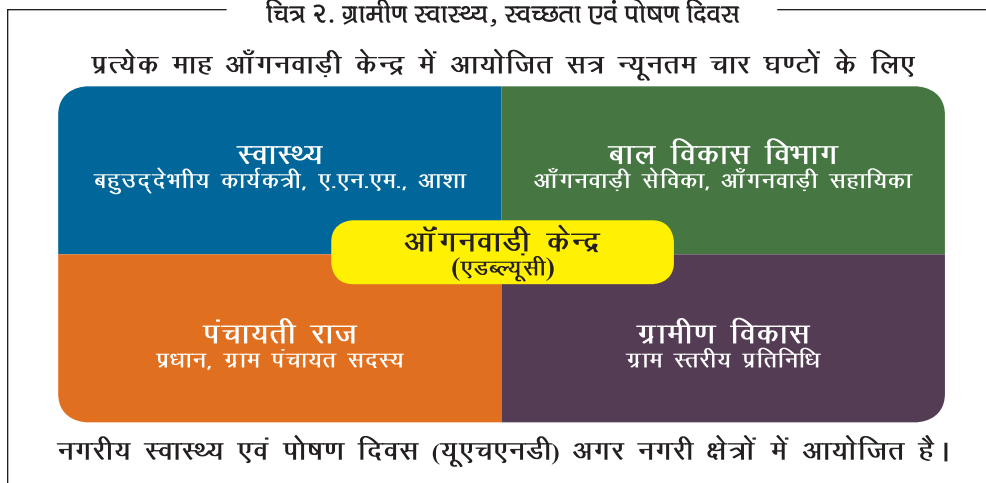 चित्र २. ग्रामीण स्वास्थ्य, स्वच्छता एवं पोषण दिवस
प्रत्येक माह आँगनवाड़ी केन्द्र में आयोजित सत्र न्यूनतम चार घण्टों के लिए
स्वास्थ्य
बहुउद्देभाीय कार्यकत्री, ए.एन.एम., आशा
बाल विकास विभाग
आँगनवाड़ी सेविका, आँगनवाड़ी सहायिका
आँगनवाडी़ केन्द्र
(एडब्ल्यूसी)
पंचायती राज
प्रधान, ग्राम पंचायत सदस्य
ग्रामीण विकास
ग्राम स्तरीय प्रतिनिधि
नगरीय स्वास्थ्य एवं पोषण दिवस (यूएचएनडी) अगर नगरी क्षेत्रों में आयोजित है।